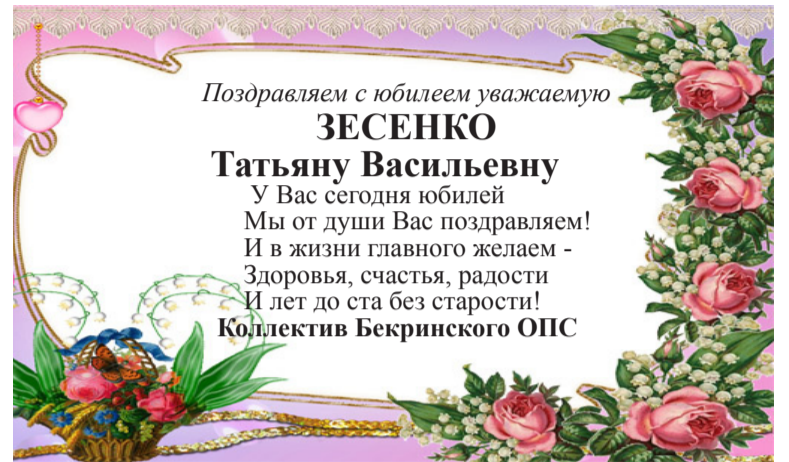 Поздравляем с юбилеем уважаемую
ЗЕСЕНКО
Татьяну Васильевну
У Вас сегодня юбилей
Мы от души Вас поздравляем!
И в жизни главного желаем -
Здоровья, счастья, радости
И лет до ста без старости!
Коллектив Бекринского ОПС